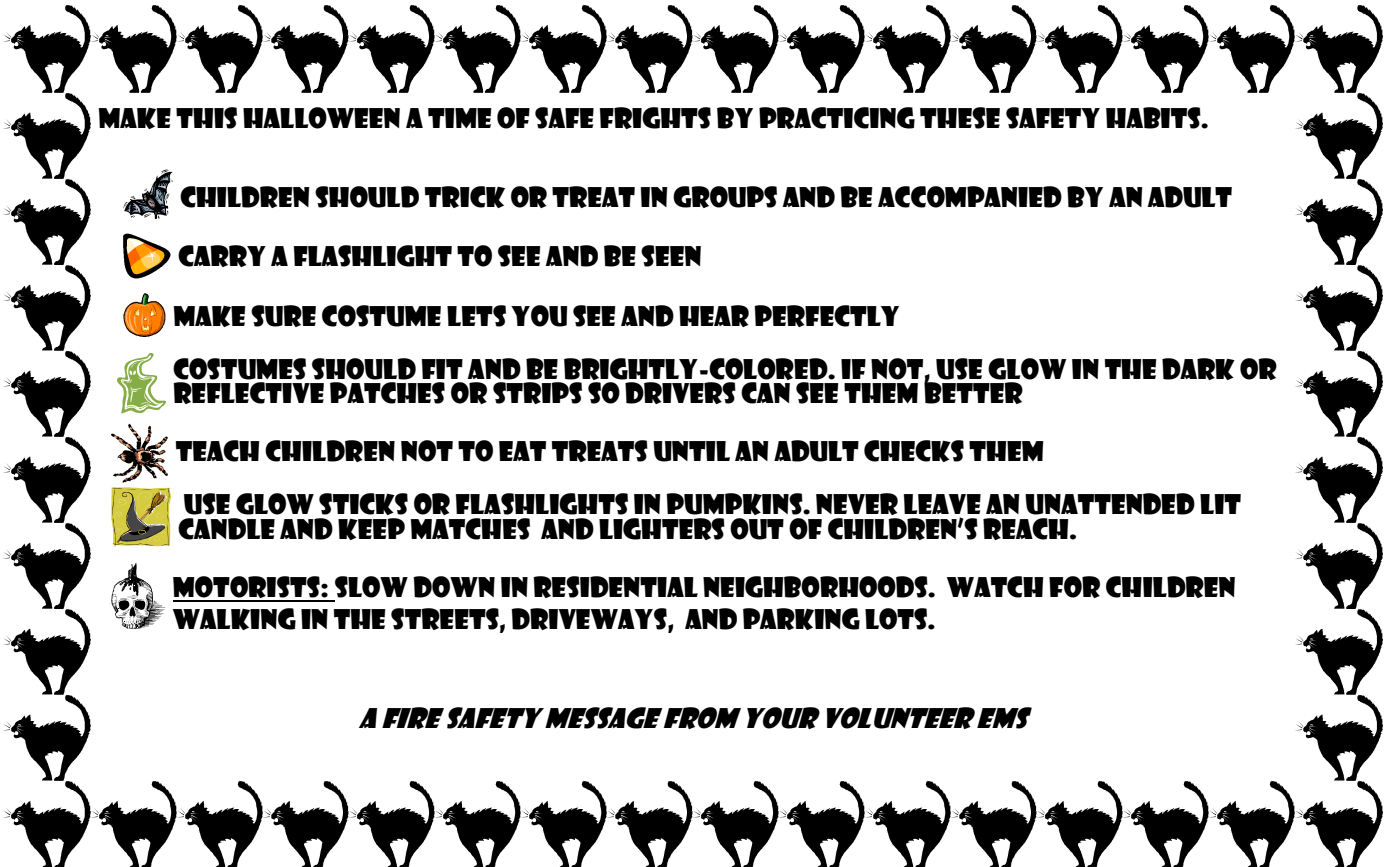 MAKE THIS HALLOWEEN A TIME OF SAFE FRIGHTS BY PRACTICING THESE SAFETY HABITS.
CHILDREN SHOULD TRICK OR TREAT IN GROUPS AND BE ACCOMPANIED BY AN ADULT
CARRY A FLASHLIGHT TO SEE AND BE SEEN
MAKE SURE COSTUME LETS YOU SEE AND HEAR PERFECTLY
COSTUMES SHOULD FIT AND BE BRIGHTLY-COLORED. IF NOT, USE GLOW IN THE DARK OR
REFLECTIVE PATCHES OR STRIPS SO DRIVERS CAN SEE THEM BETTER
TEACH CHILDREN NOT TO EAT TREATS UNTIL AN ADULT CHECKS THEM
USE GLOW STICKS OR FLASHLIGHTS IN PUMPKINS. NEVER LEAVE AN UNATTENDED LIT
CANDLE AND KEEP MATCHES AND LIGHTERS OUT OF CHILDREN'S REACH.
MOTORISTS: SLOW DOWN IN RESIDENTIAL NEIGHBORHOODS. WATCH FOR CHILDREN
WALKING IN THE STREETS, DRIVEWAYS, AND PARKING LOTS.
A FIRE SAFETY MESSAGE FROM YOUR VOLUNTEER EMS